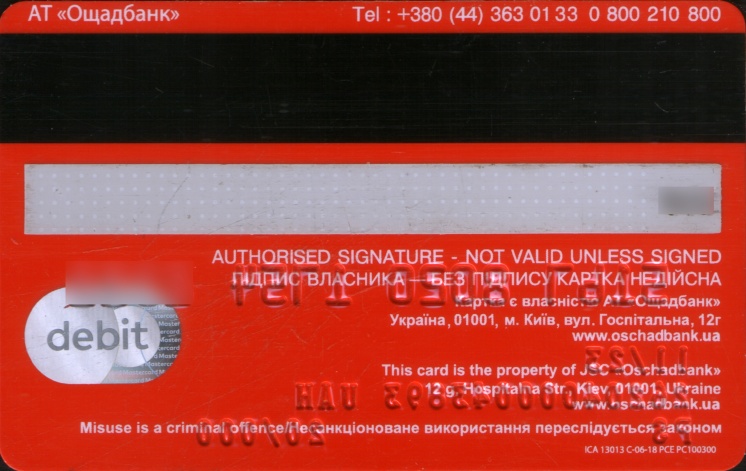 АТ «Ощадбанк» Tel : +380 (44) 363 01 33 0 800 210 800
AUTHORISED SIGNATURE - NOT VALID UNLESS SIGNED
ПІДПИС ВЛАСНИКА — БЕЗ ПІДПИСУ КАРТКА НЕДІЙСНА
Картка є власністю АТ «Ощадбанк»
Україна, 01001, м. Київ, вул. Госпітальна, 12г
www.oschadbank.ua
debit
This card is the property of JSC «Oschadbank»
12 g, Hospitalna Str., Kiev, 01001, Ukraine
www.oschadbank.ua
Misuse is a criminal offence/Несанкціоноване використання переслідується законом
ICA 13013 C-06-18 PCE PC100300